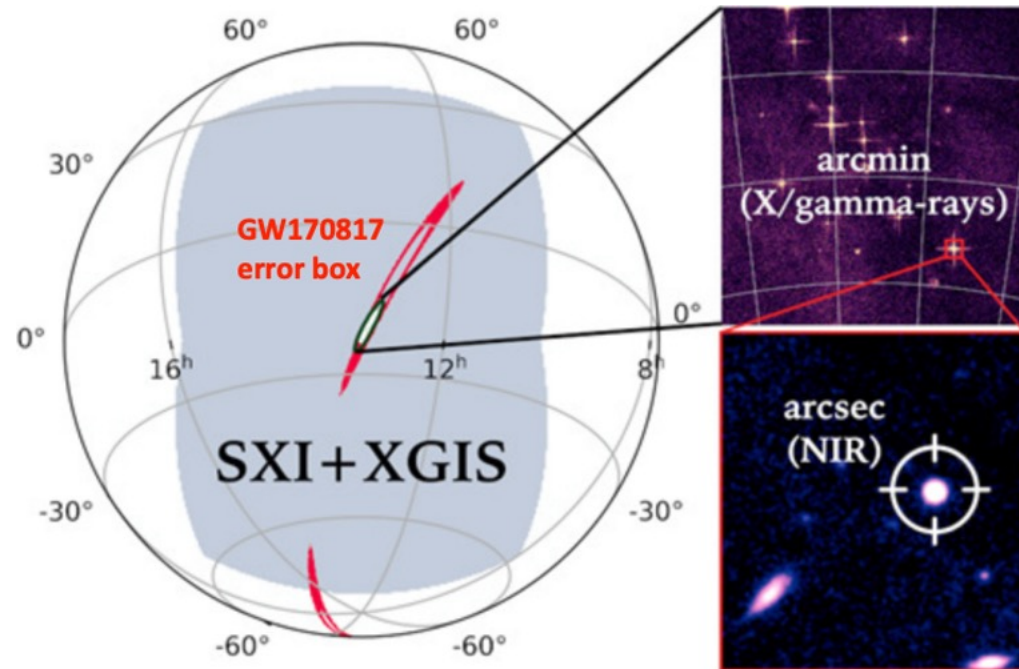 60°
60°
30°
GW170817
error box
0°
0°
16h
12h
8h
SXI+XGIS
-30°
-30°
-60°
-60°
arcmin
(X/gamma-rays)
arcsec
(NIR)